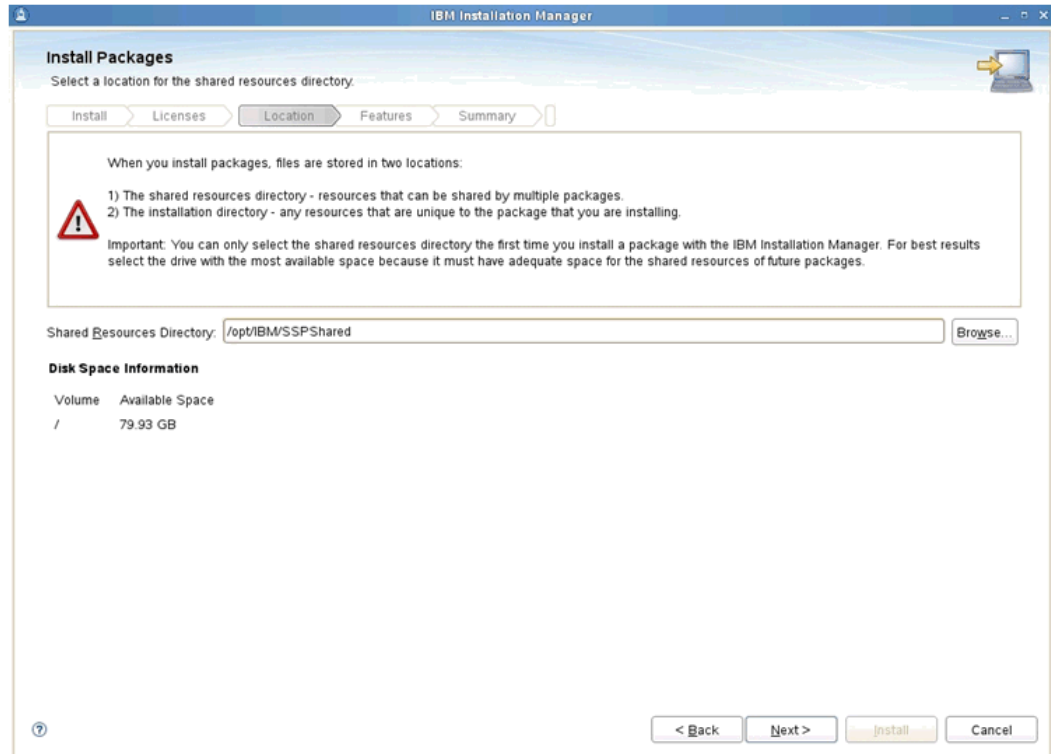 IBM Installation Manager
Install Packages
Select a location for the shared resources directory.
Install Licenses Location Features Summary
When you install packages, files are stored in two locations:
1) The shared resources directory - resources that can be shared by multiple packages.
2) The installation directory - any resources that are unique to the package that you are installing.
Important: You can only select the shared resources directory the first time you install a package with the IBM Installation Manager. For best results
select the drive with the most available space because it must have adequate space for the shared resources of future packages.
Shared Resources Directory: /opt/IBM/SSPShared Browse...
Disk Space Information
Volume Available Space
/ 79.93 GB
? < Back Next > Install Cancel